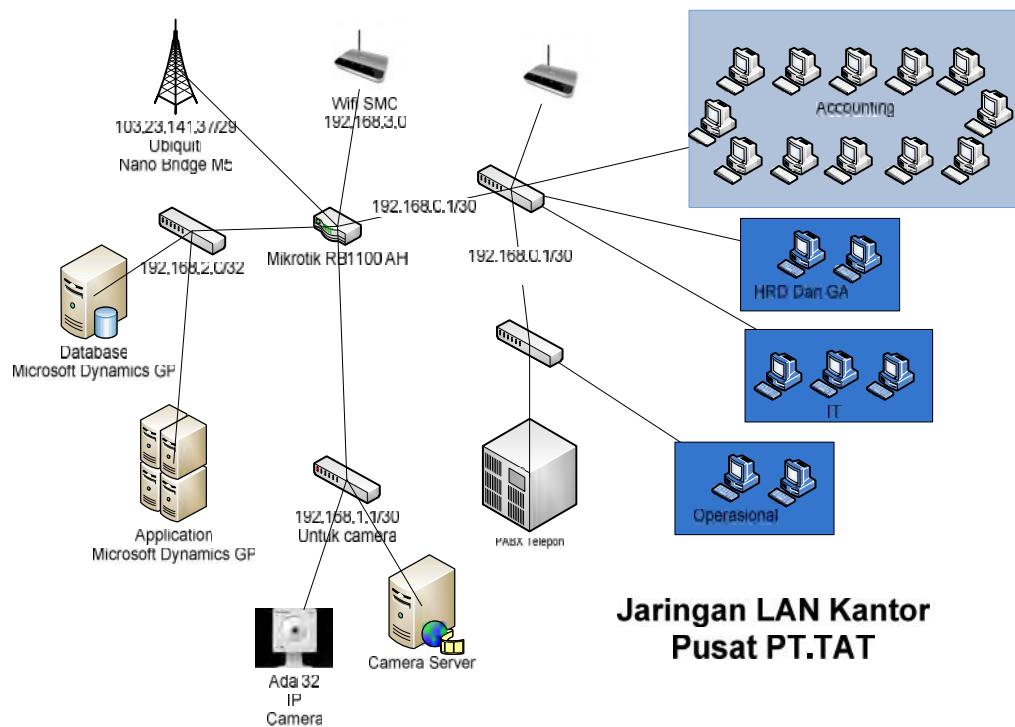 Wifi SMC
192.168.3.0
Accounting
103.23.141.37/29
Ubiquiti
Nano Bridge M5
192.168.0.1/30
192.168.2.0/32
Mikrotik RB1100 AH
192.168.0.1/30
HRD Dan GA
Database
Microsoft Dynamics GP
IT
192.168.1.1/30
Untuk camera
Operasional
Application
Microsoft Dynamics GP
PABX Telepon
Jaringan LAN Kantor
Pusat PT.TAT
Camera Server
Ada 32
IP
Camera